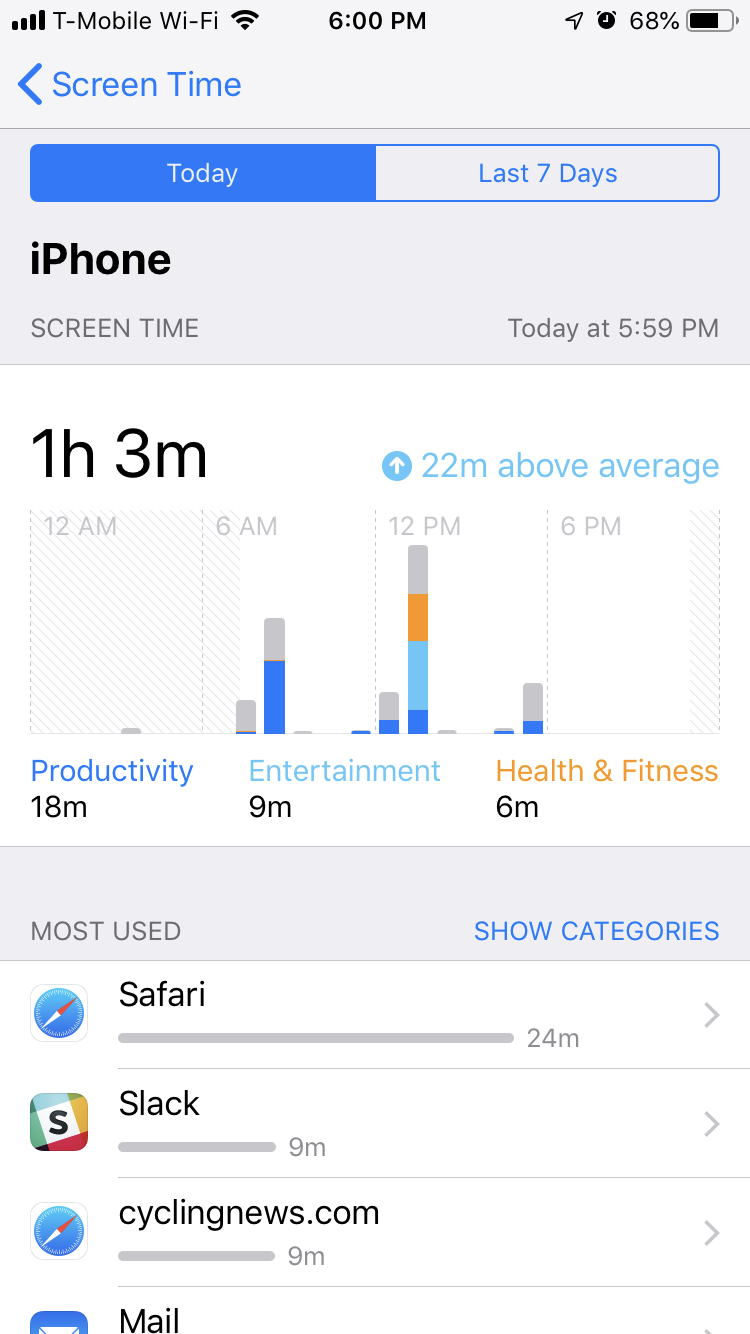 T-Mobile Wi-Fi 6:00 PM 68%
Screen Time
Today Last 7 Days
iPhone
SCREEN TIME Today at 5:59 PM
1h 3m 22m above average
12 AM 6 AM 12 PM 6 PM
Productivity Entertainment Health & Fitness
18m 9m 6m
MOST USED SHOW CATEGORIES
Safari
24m
S Slack
9m
cyclingnews.com
9m
Mail